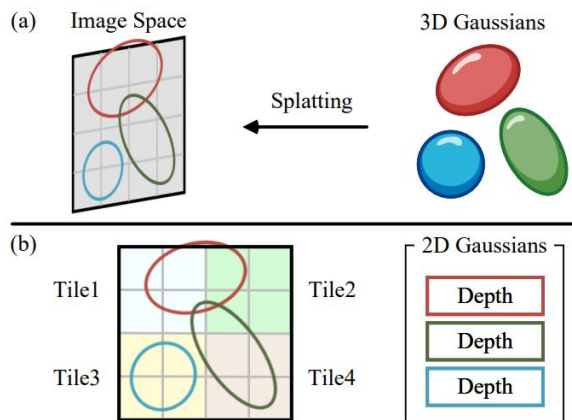 (a)
Image Space
3D Gaussians
Splatting
(b)
2D Gaussians
Tile1
Tile2
Tile3
Tile4
Depth
Depth
Depth